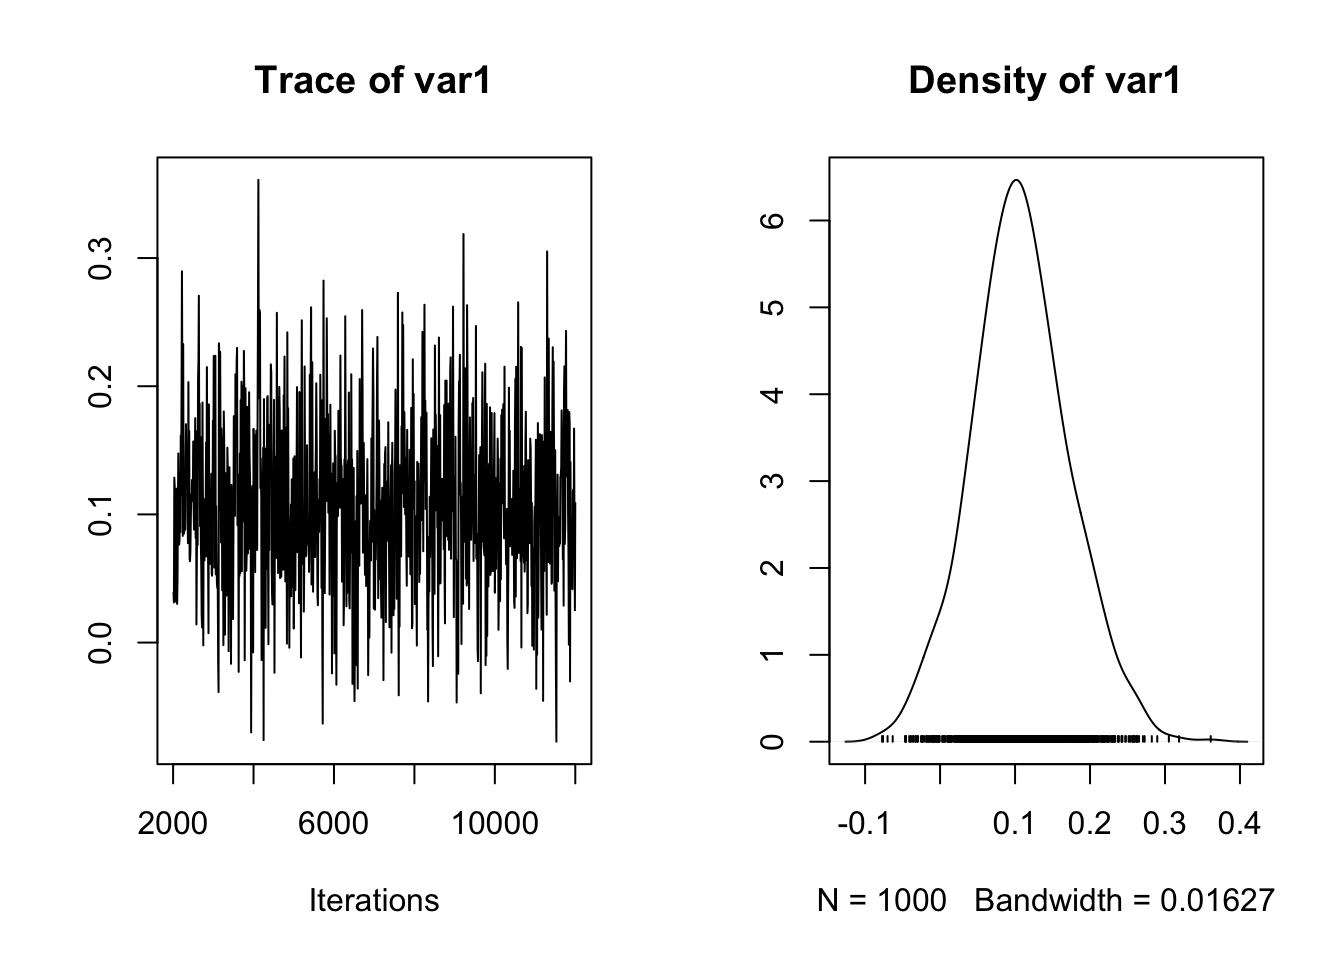 Trace of var1
0.3
0.2
0.1
0.0
2000 6000 10000
Iterations
Density of var1
6
5
4
3
2
1
0
-0.1 0.1 0.2 0.3 0.4
N = 1000 Bandwidth = 0.01627